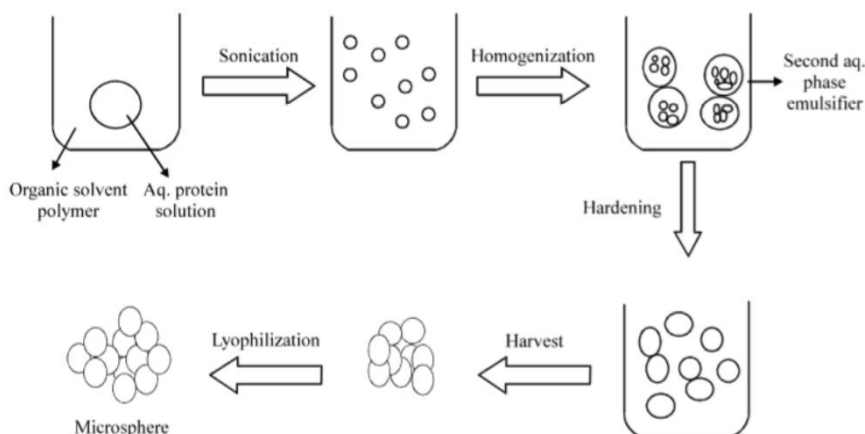 Sonication
Homogenization
Second aq.
phase
emulsifier
Organic solvent
polymer
Aq. protein
solution
Hardening
Lyophilization
Harvest
Microsphere